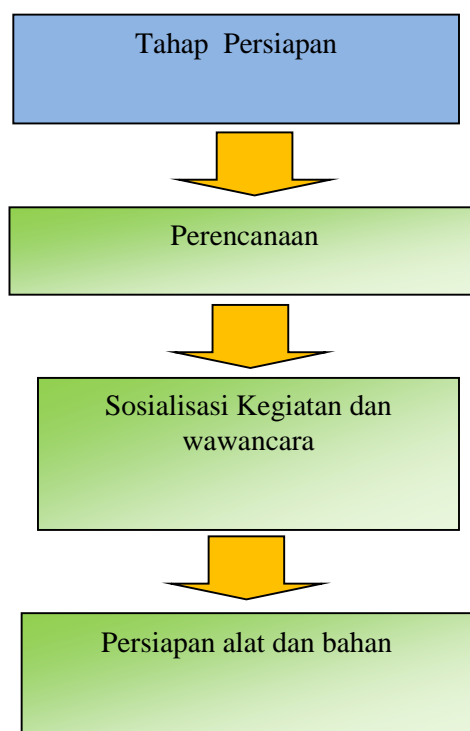 Tahap  Persiapan
Perencanaan
Sosialisasi Kegiatan dan
wawancara
Persiapan alat dan bahan